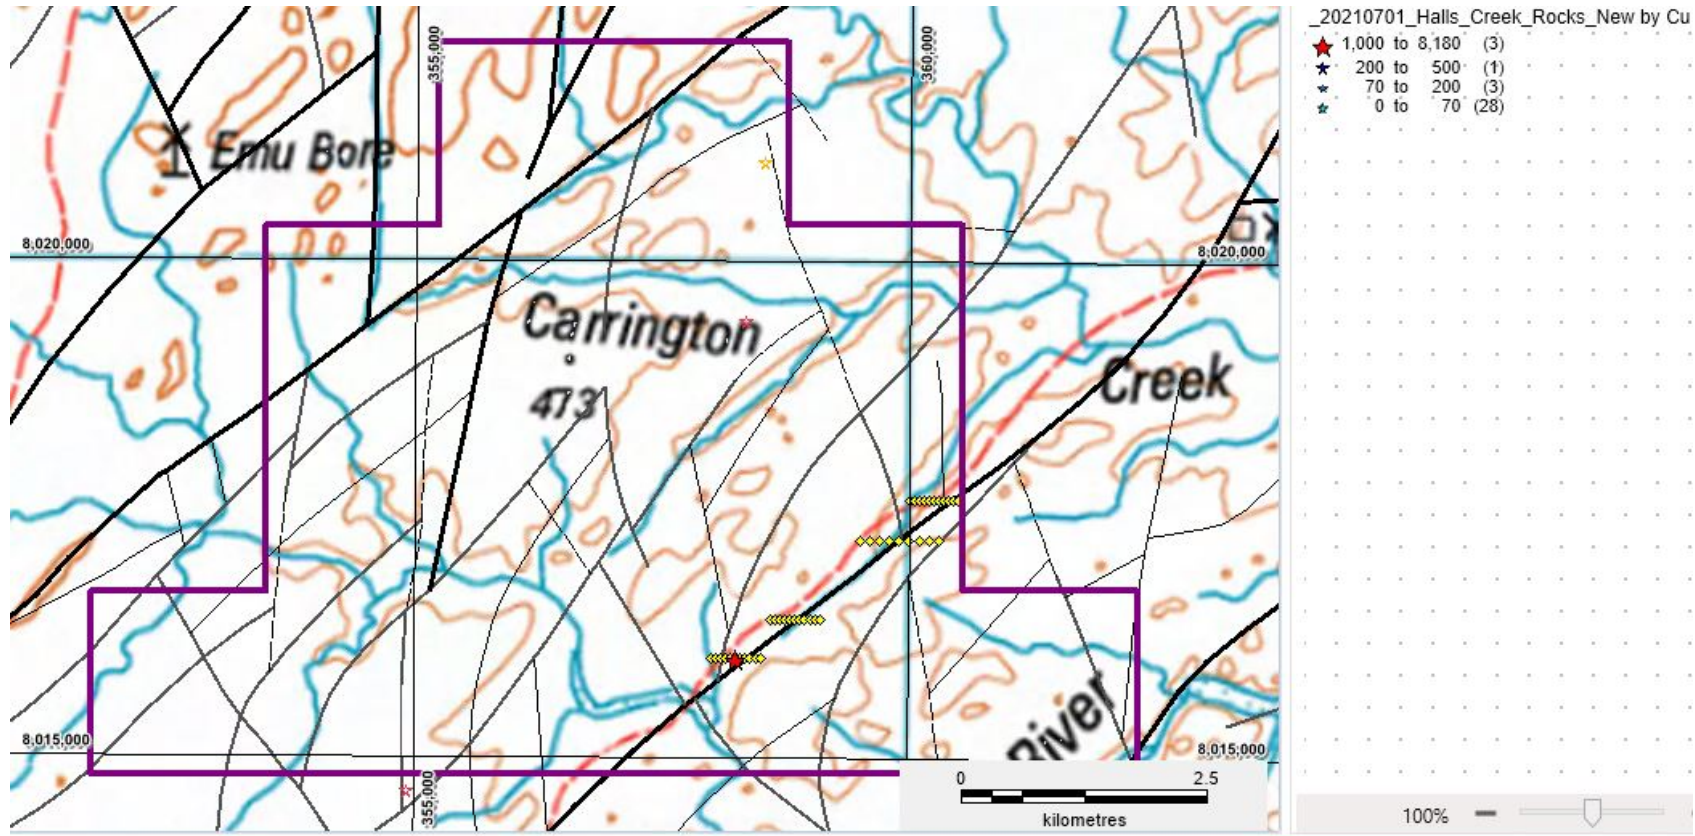 _20210701_Halls_Creek_Rocks_New by Cu
1,000 to 8,180 (3)
200 to 500 (1)
70 to 200 (3)
0 to 70 (28)
355,000
360,000
Emu Bore
8,020,000
8,020,000
Carrington
473
Creek
River
8,015,000
8,015,000
355,000
0 2.5
kilometres
100%